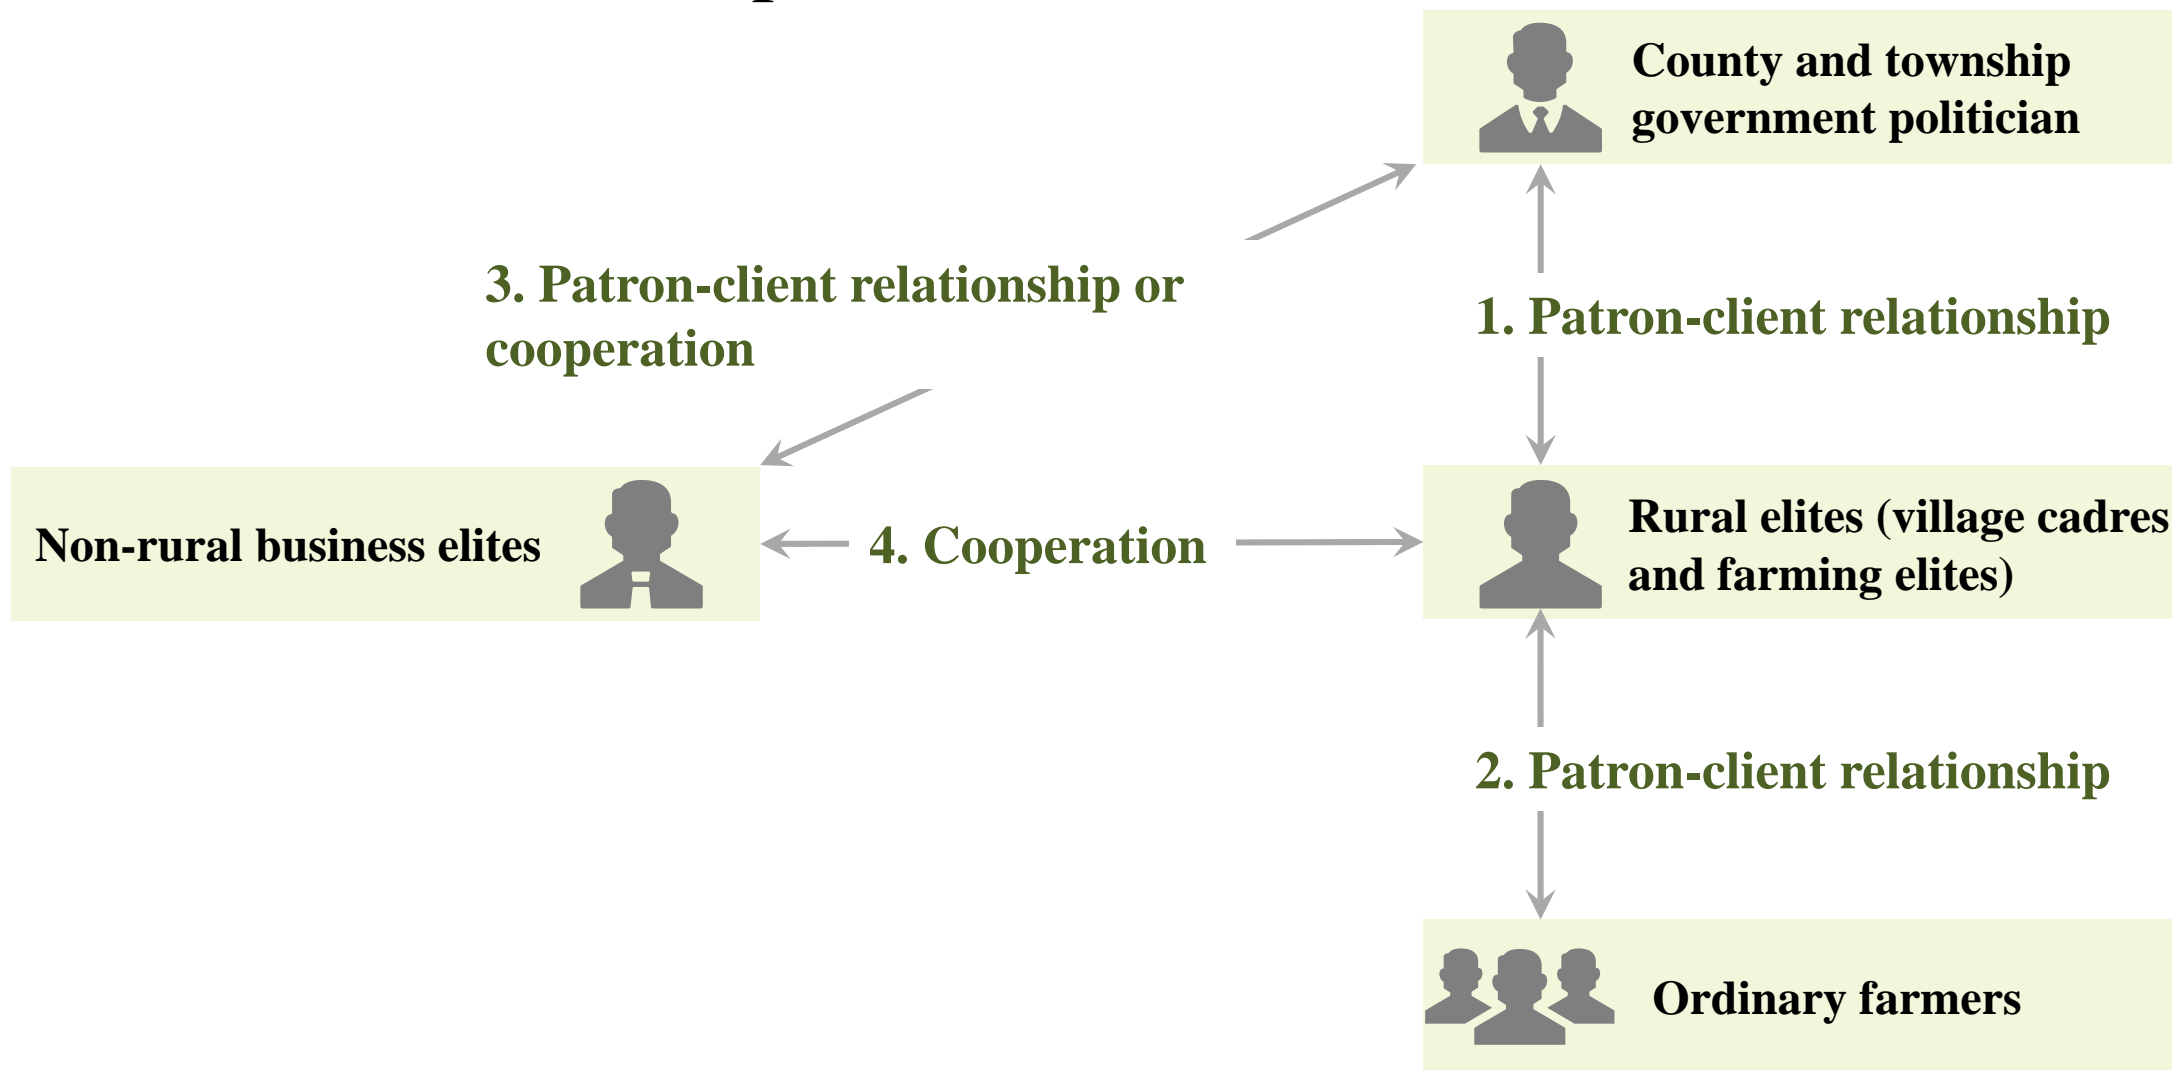 County and township
government politician
3. Patron-client relationship or
cooperation
1. Patron-client relationship
Non-rural business elites
4. Cooperation
Rural elites (village cadres
and farming elites)
2. Patron-client relationship
Ordinary farmers